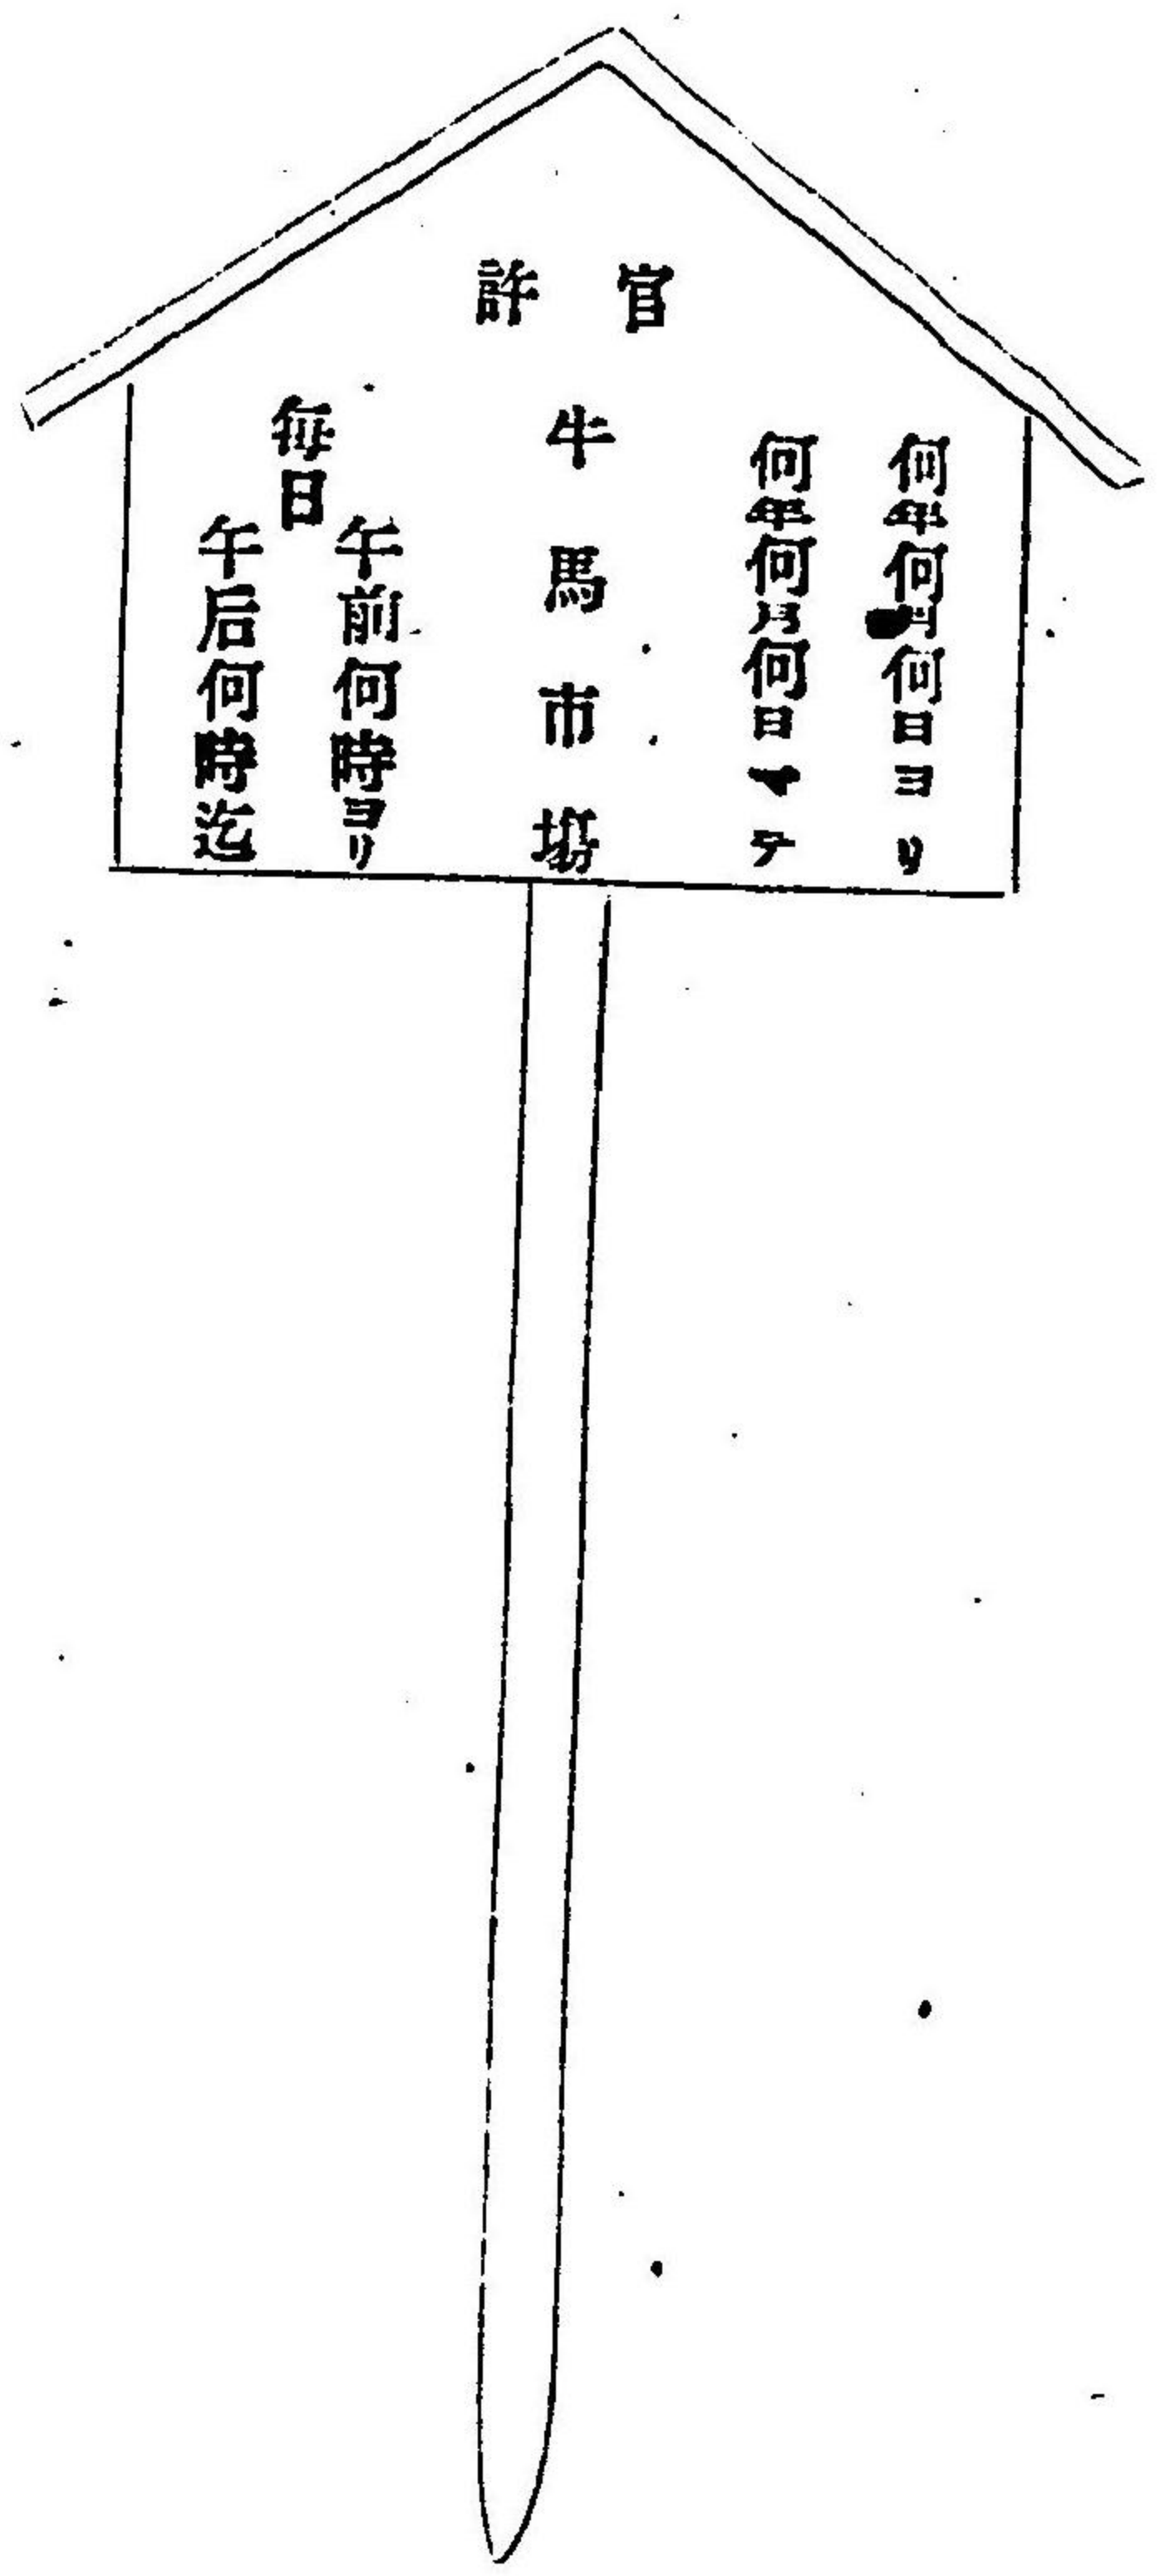 官許
何年何月何日ヨリ
何年何月何日マテ
牛馬市場
毎日
午前何時ヨリ
午后何時迄